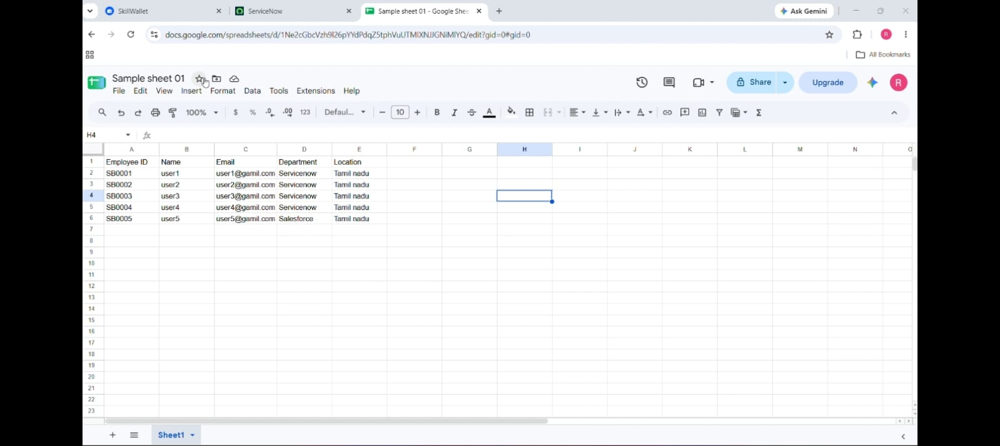 SkillWallet
ServiceNow
Sample sheet 01 - Google Shee
Ask Gemini
docs.google.com/spreadsheets/d/1Ne2cGbcVzh9l26pYYdPdqZ5tphVuUTMIXNJJGNiMlYQ/edit?gid=0#gid=0
R
All Bookmarks
Sample sheet 01
File Edit View Insert Format Data Tools Extensions Help
Share
Upgrade
R
100% $ % .0 .00 123 Defaul... − 10 + B I A
H4 fx
A B C D E F G H I J K L M N O
1 Employee ID Name Email Department Location
2 SB0001 user1 user1@gamil.com Servicenow Tamil nadu
3 SB0002 user2 user2@gamil.com Servicenow Tamil nadu
4 SB0003 user3 user3@gamil.com Servicenow Tamil nadu
5 SB0004 user4 user4@gamil.com Servicenow Tamil nadu
6 SB0005 user5 user5@gamil.com Salesforce Tamil nadu
7
8
9
10
11
12
13
14
15
16
17
18
19
20
21
22
23
Sheet1